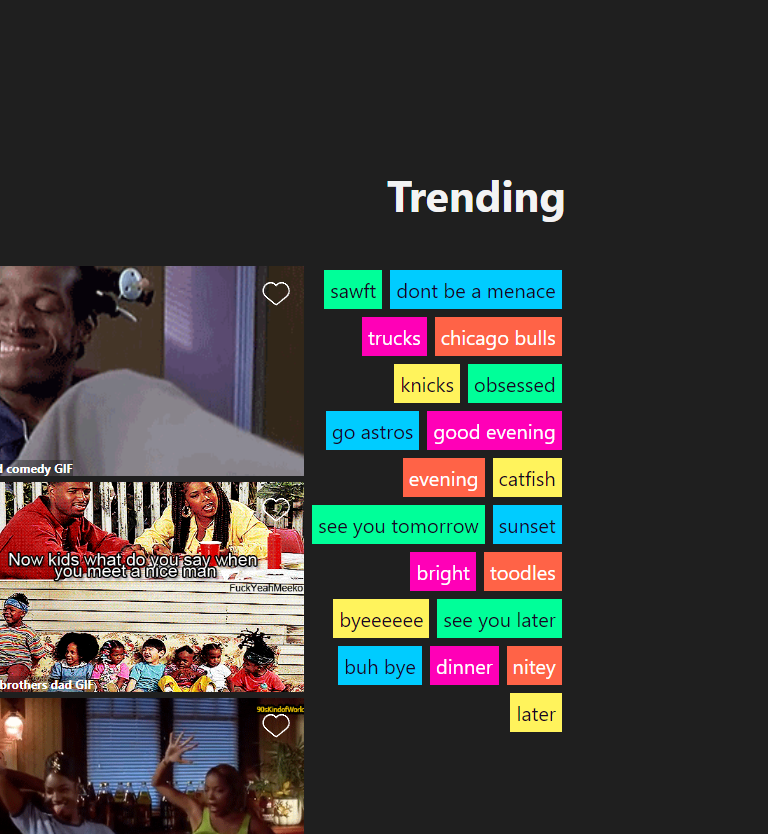 Trending
sawft dont be a menace
trucks chicago bulls
knicks obsessed
go astros good evening
evening catfish
see you tomorrow sunset
bright toodles
byeeeeee see you later
buh bye dinner nitey
later
comedy GIF
Now kids what do you say when
you meet a nice man
FuckYeahMeeko
brothers dad GIF
90sKindofWorld